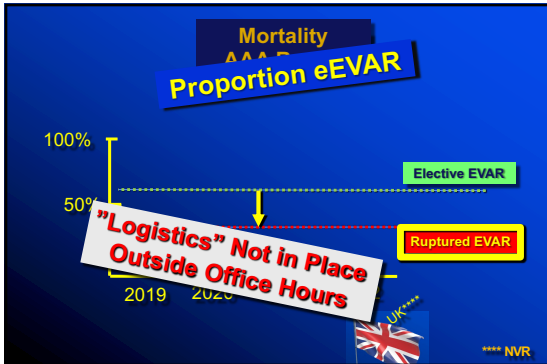 Mortality
Proportion eEVAR
100%
Elective EVAR
50%
"Logistics" Not in Place
Outside Office Hours
Ruptured EVAR
2019
UK****
**** NVR